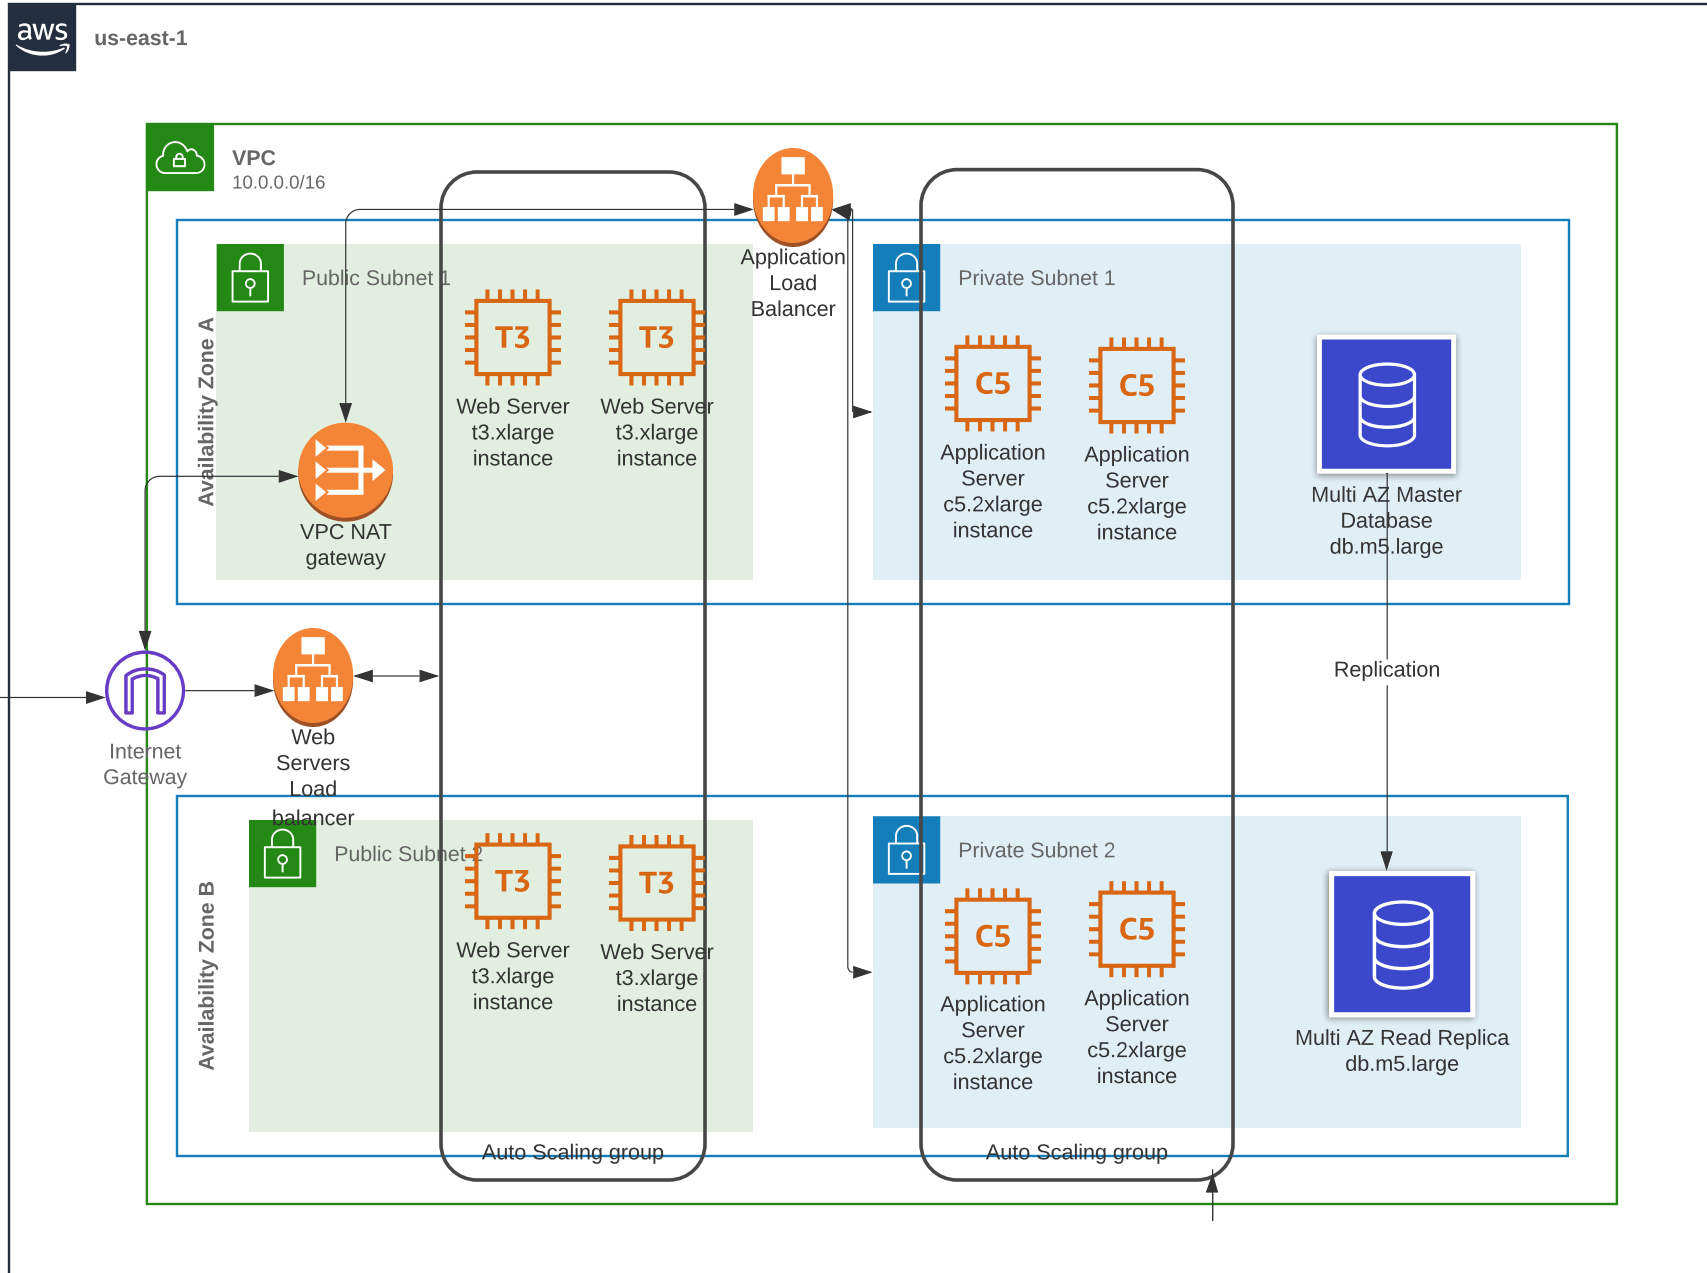 aws
us-east-1
VPC
10.0.0.0/16
Application
Load
Balancer
Availability Zone A
Public Subnet 1
T3
Web Server
t3.xlarge
instance
T3
Web Server
t3.xlarge
instance
VPC NAT
gateway
Private Subnet 1
C5
Application
Server
c5.2xlarge
instance
C5
Application
Server
c5.2xlarge
instance
Multi AZ Master
Database
db.m5.large
Replication
Internet
Gateway
Web
Servers
Load
balancer
Availability Zone B
Public Subnet 2
T3
Web Server
t3.xlarge
instance
T3
Web Server
t3.xlarge
instance
Private Subnet 2
C5
Application
Server
c5.2xlarge
instance
C5
Application
Server
c5.2xlarge
instance
Multi AZ Read Replica
db.m5.large
Auto Scaling group
Auto Scaling group